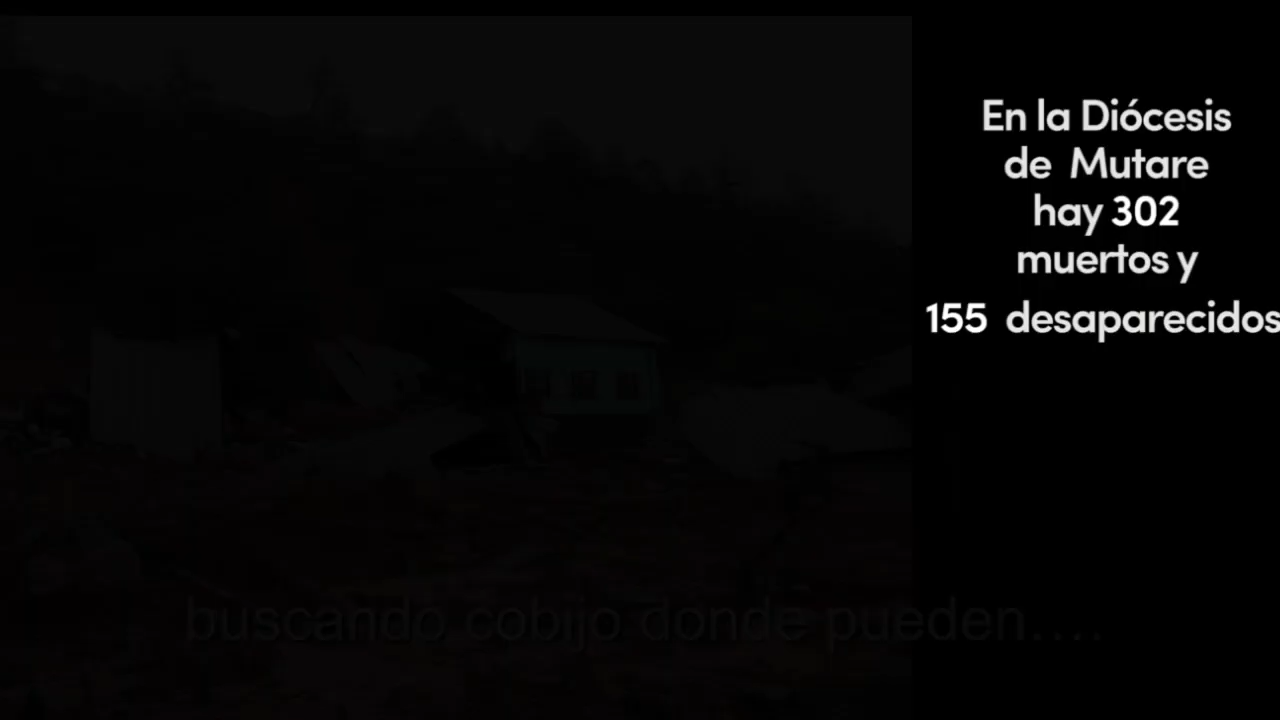 En la Diócesis
de Mutare
hay 302
muertos y
155 desaparecidos
buscando cobijo donde pueden....